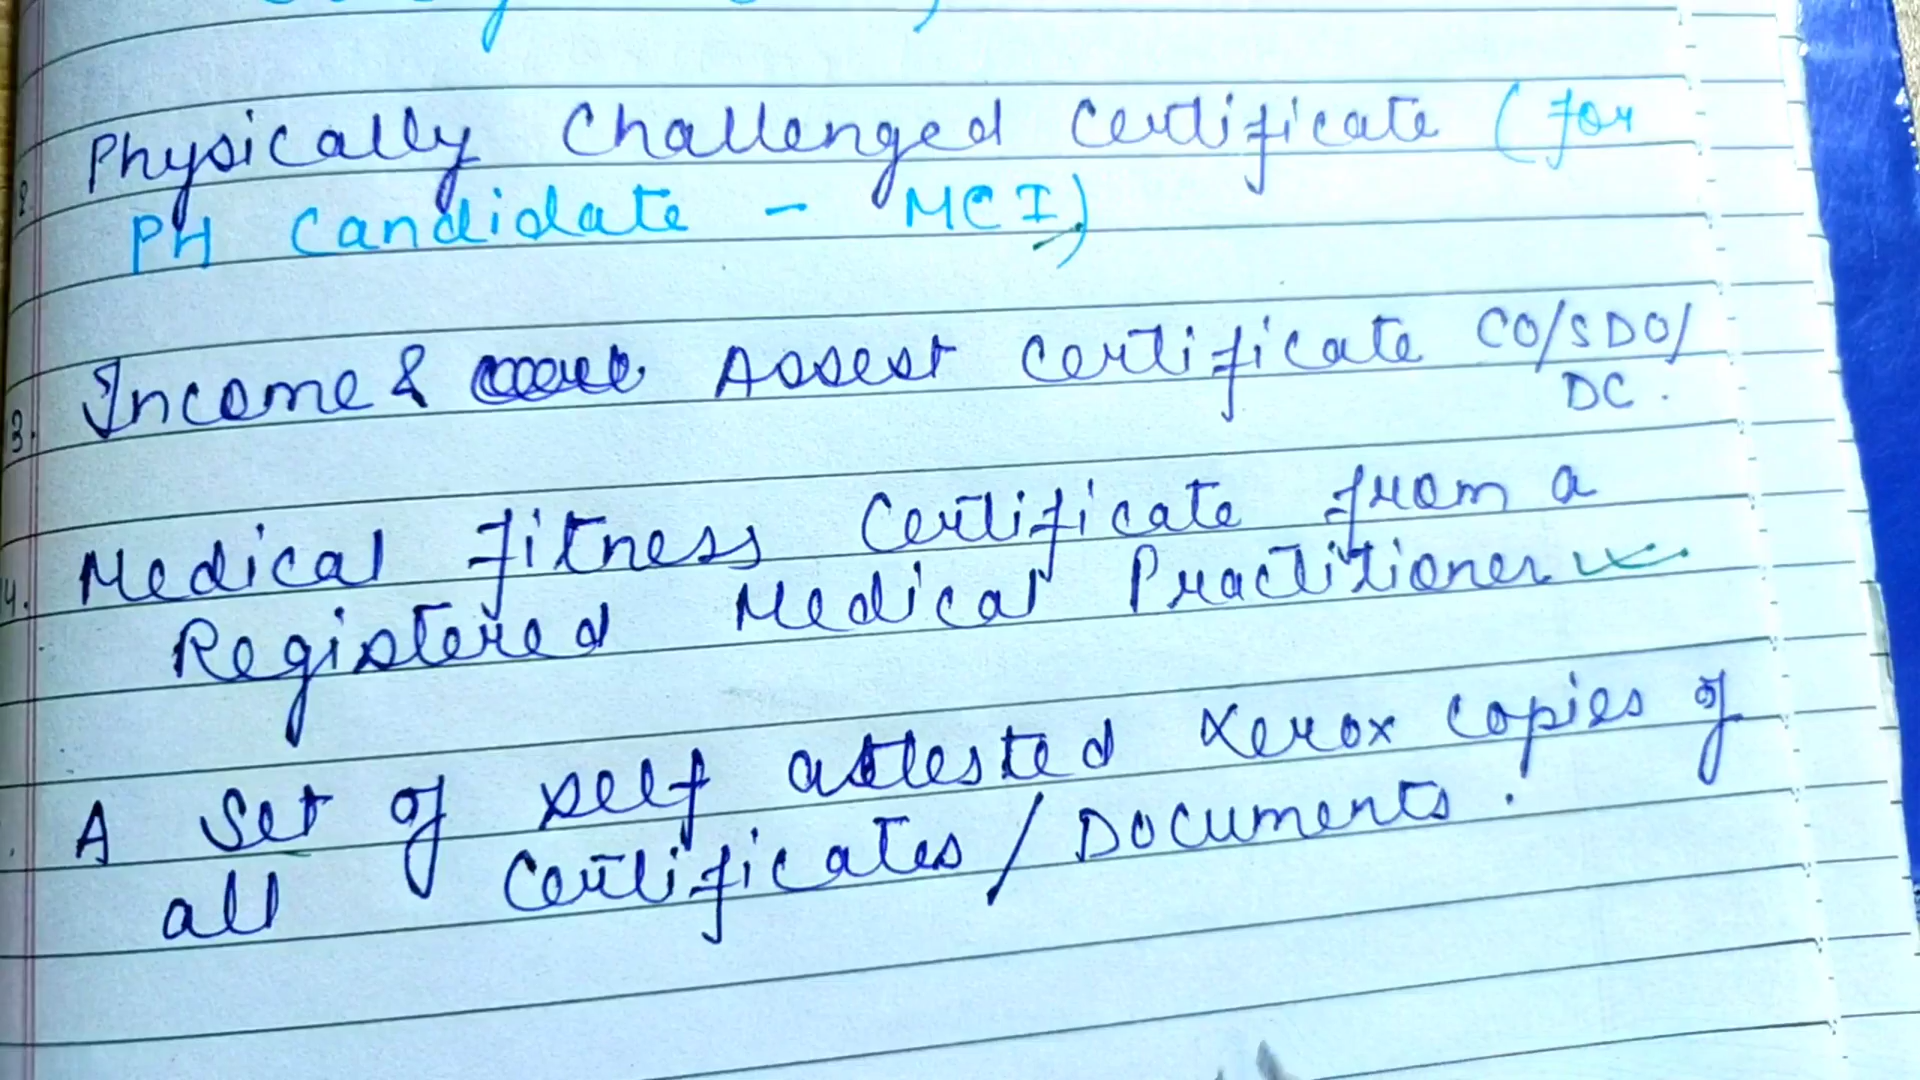 2. Physically Challenged Certificate (for
PH Candidate - MCI)
3. Income & Assest Certificate CO/SDO/
DC.
4. Medical fitness Certificate from a
Registered Medical Practitioner
A Set of self attested Xerox copies of
all Certificates / Documents.